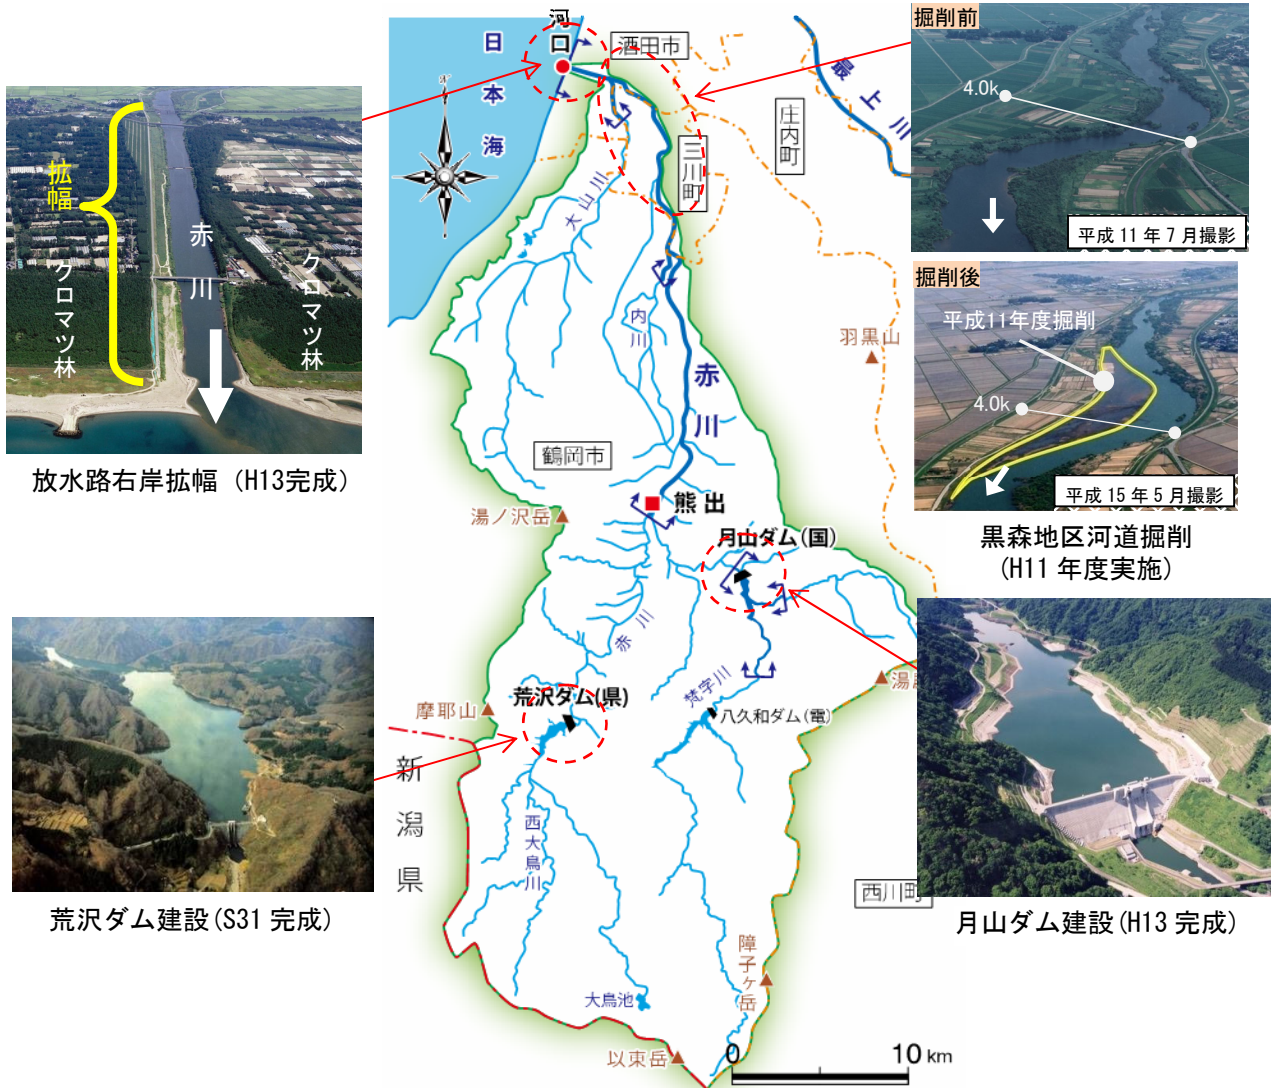 拡幅
赤川
クロマツ林
クロマツ林
放水路右岸拡幅（H13完成）
荒沢ダム建設（S31 完成）
河口
日本海
酒田市
最上川
庄内町
三川町
大山川
内川
赤川
羽黒山
鶴岡市
湯ノ沢岳
熊出
月山ダム（国）
赤川
梵字川
荒沢ダム（県）
八久和ダム（電）
摩耶山
新潟県
西大鳥川
西川町
障子ヶ岳
大鳥池
以東岳
0
10 km
掘削前
4.0k
平成 11 年 7 月撮影
掘削後
平成11年度掘削
4.0k
平成 15 年 5 月撮影
黒森地区河道掘削
（H11 年度実施）
月山ダム建設（H13 完成）